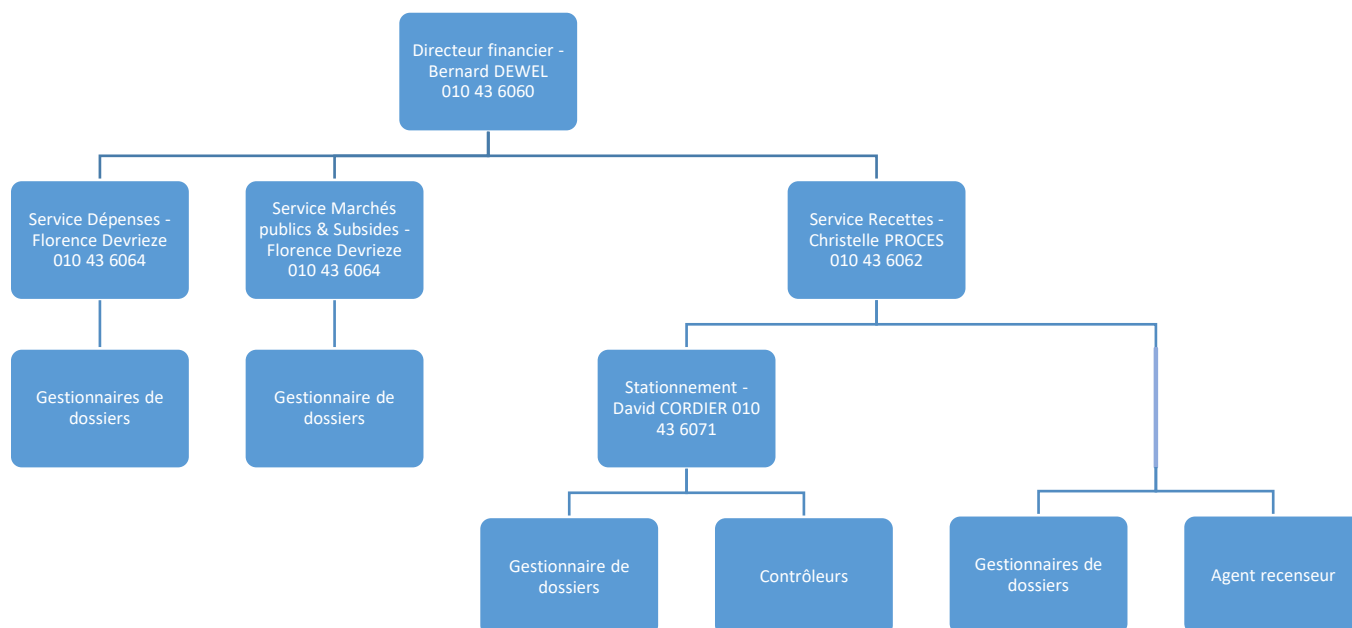 Directeur financier -
Bernard DEWEL
010 43 6060
Service Dépenses -
Florence Devrieze
010 43 6064
Service Marchés
publics & Subsides -
Florence Devrieze
010 43 6064
Service Recettes -
Christelle PROCES
010 43 6062
Gestionnaires de
dossiers
Gestionnaire de
dossiers
Stationnement -
David CORDIER 010
43 6071
Gestionnaire de
dossiers
Contrôleurs
Gestionnaires de
dossiers
Agent recenseur